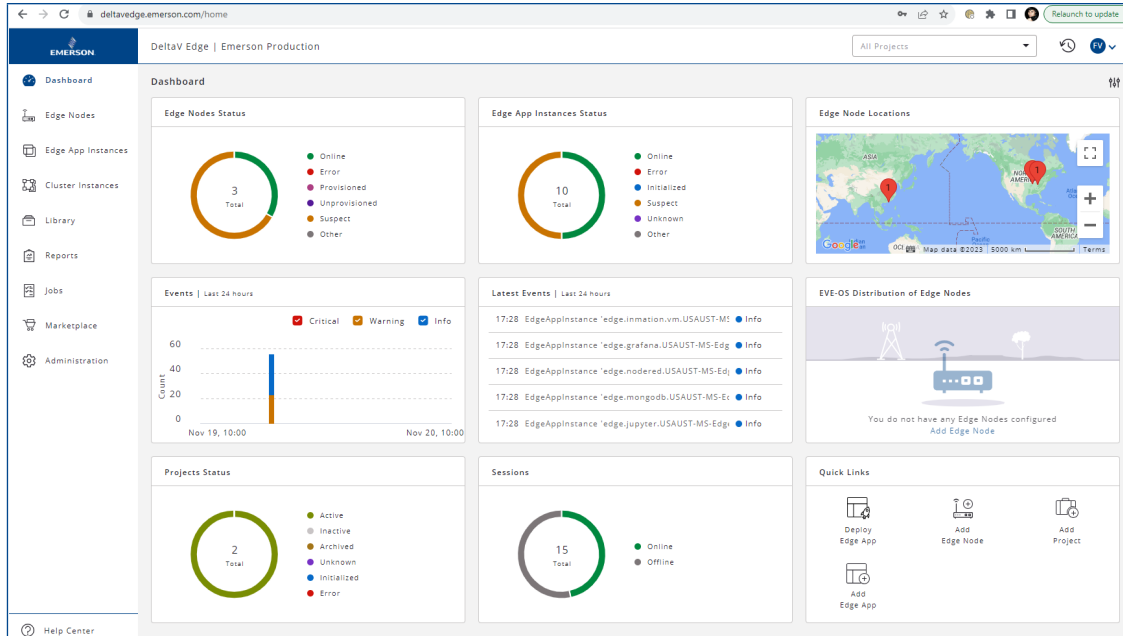 deltavedge.emerson.com/home
Relaunch to update
EMERSON
DeltaV Edge | Emerson Production
All Projects
FV
Dashboard
Edge Nodes
Edge App Instances
Cluster Instances
Library
Reports
Jobs
Marketplace
Administration
Help Center
Dashboard
Edge Nodes Status
3
Total
Online
Error
Provisioned
Unprovisioned
Suspect
Other
Edge App Instances Status
10
Total
Online
Error
Initialized
Suspect
Unknown
Other
Edge Node Locations
ASIA
NOR
AMERI
1
1
SOUTH
AMERICA
Pacific
Google
Map data ©2023
5000 km
Terms
Events | Last 24 hours
Critical
Warning
Info
60
40
20
0
Count
Nov 19, 10:00
Nov 20, 10:00
Latest Events | Last 24 hours
17:28 EdgeAppInstance 'edge.inmation.vm.USAUST-MS Info
17:28 EdgeAppInstance 'edge.grafana.USAUST-MS-Edg Info
17:28 EdgeAppInstance 'edge.nodered.USAUST-MS-Ed Info
17:28 EdgeAppInstance 'edge.mongodb.USAUST-MS-Ec Info
17:28 EdgeAppInstance 'edge.jupyter.USAUST-MS-Edg Info
EVE-OS Distribution of Edge Nodes
You do not have any Edge Nodes configured
Add Edge Node
Projects Status
2
Total
Active
Inactive
Archived
Unknown
Initialized
Error
Sessions
15
Total
Online
Offline
Quick Links
Deploy
Edge App
Add
Edge Node
Add
Project
Add
Edge App